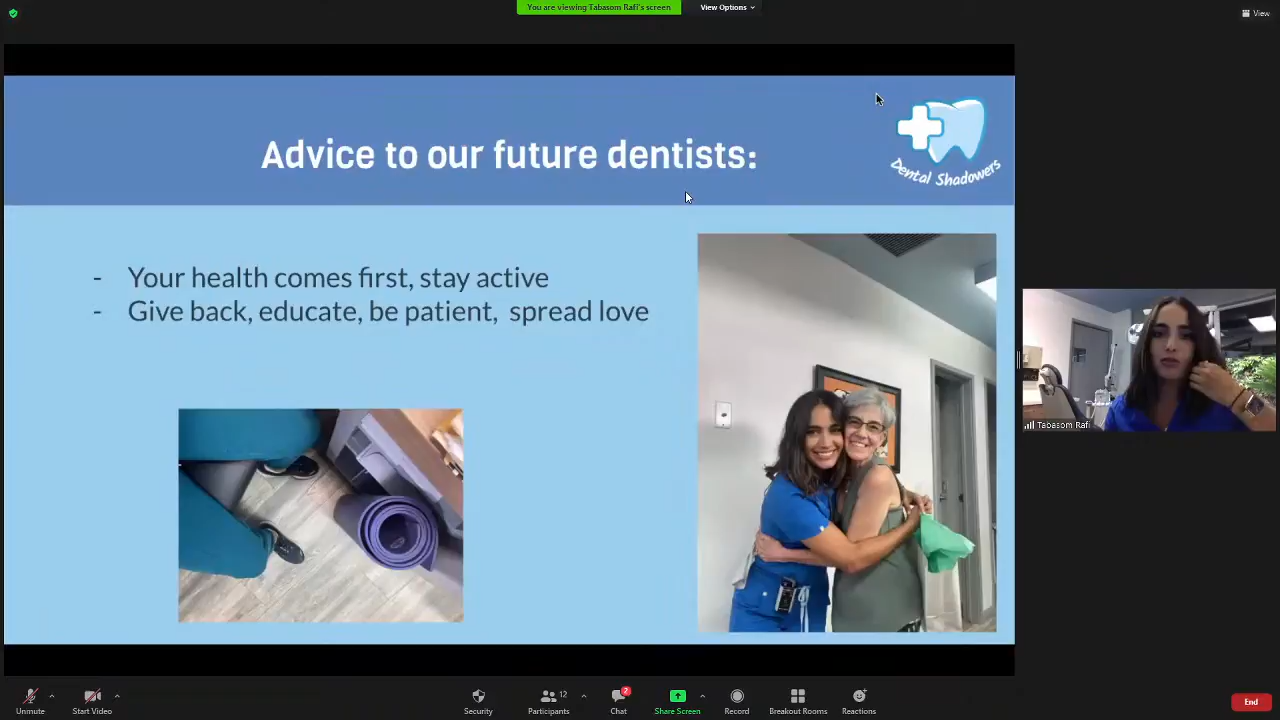 You are viewing Tabasom Rafi's screen
View Options
View
Advice to our future dentists:
Dental Shadowers
- Your health comes first, stay active
- Give back, educate, be patient, spread love
Tabasom Rafi
Unmute
Start Video
Security
12
Participants
2
Chat
Share Screen
Record
Breakout Rooms
Reactions
End